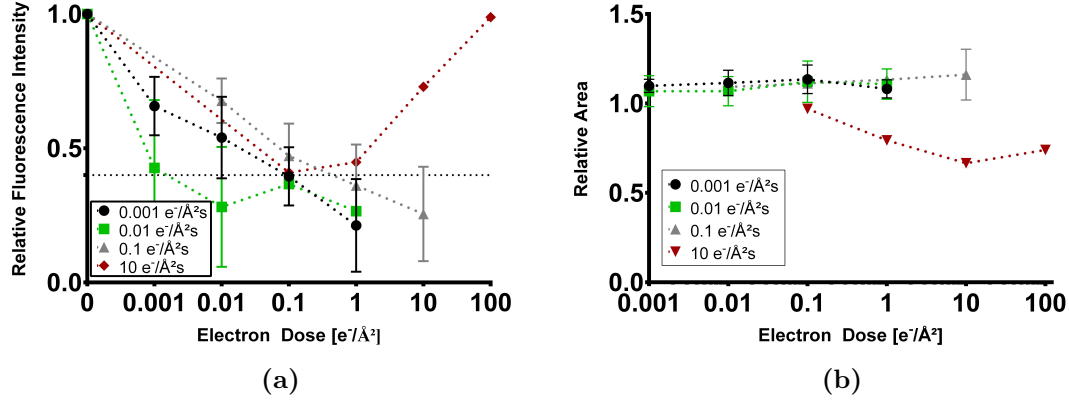 Relative Fluorescence Intensity
1.0
0.5
0.0
0.001 e⁻/Å²s
0.01 e⁻/Å²s
0.1 e⁻/Å²s
10 e⁻/Å²s
0 0.001 0.01 0.1 1 10 100
Electron Dose [e⁻/Å²]
(a)
Relative Area
1.5
1.0
0.5
0.0
0.001 e⁻/Å²s
0.01 e⁻/Å²s
0.1 e⁻/Å²s
10 e⁻/Å²s
0.001 0.01 0.1 1 10 100
Electron Dose [e⁻/Å²]
(b)